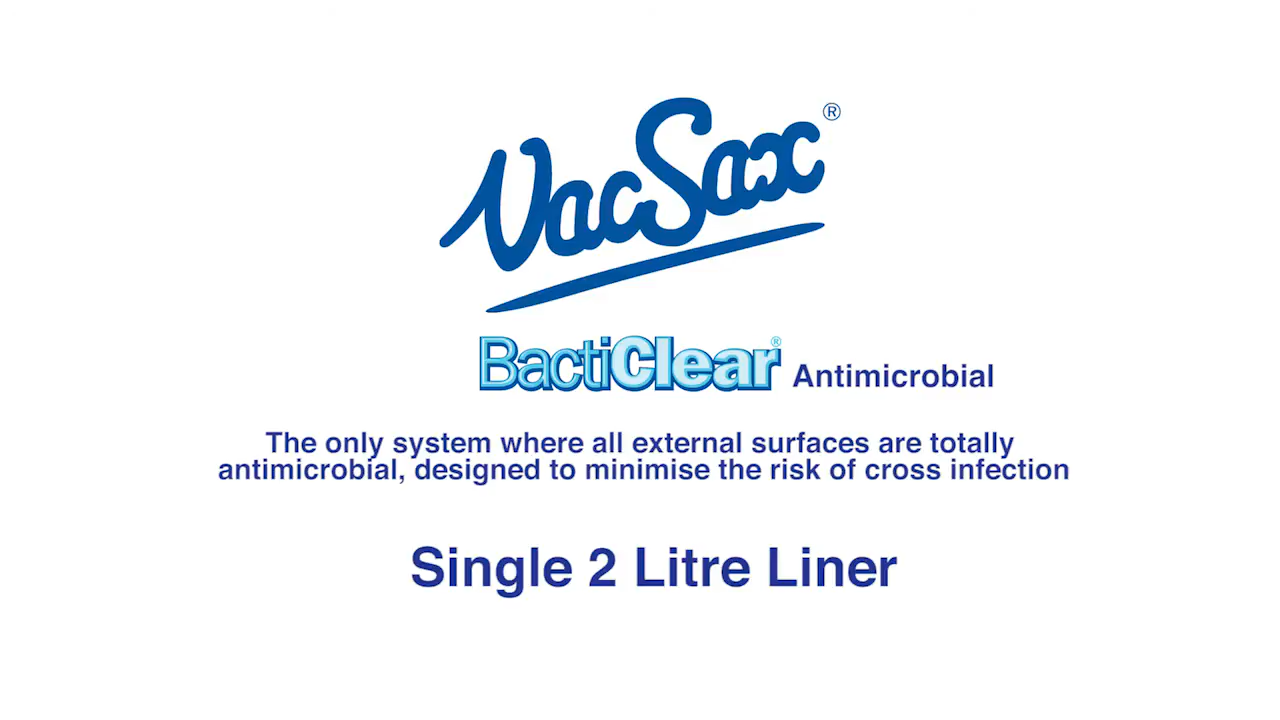 VacSax®
BactiClear® Antimicrobial
The only system where all external surfaces are totally
antimicrobial, designed to minimise the risk of cross infection
Single 2 Litre Liner